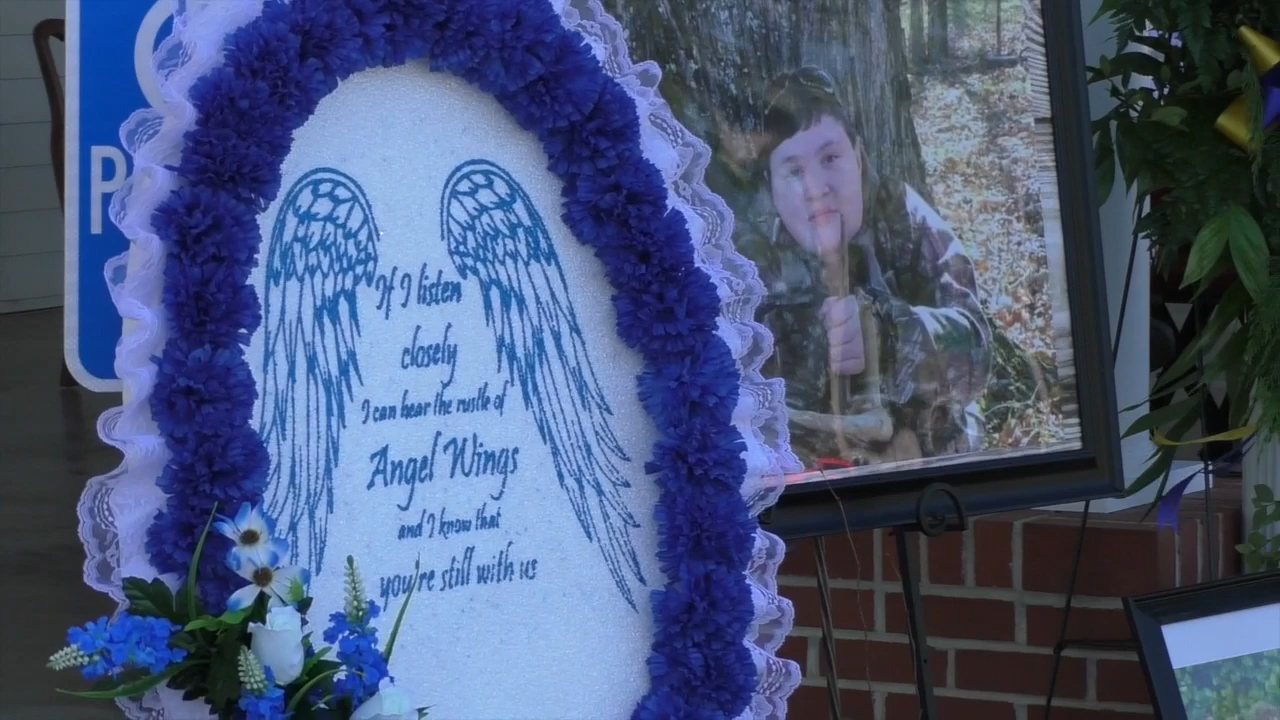 P
If I listen
closely
I can hear the rustle of
Angel Wings
and I know that
you're still with us